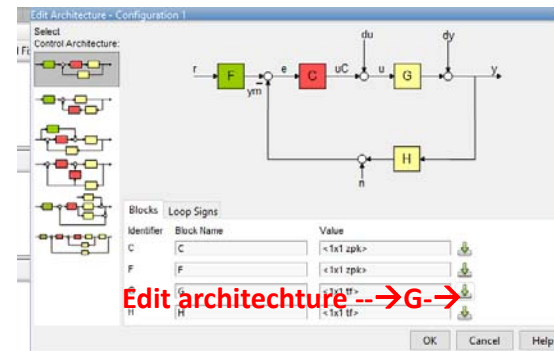 Edit Architecture - Configuration 1
Select
Control Architecture:
du
dy
r
F
e
C
uC
u
G
y
ym
H
n
Blocks
Loop Signs
Identifier
Block Name
Value
C
C
<1x1 zpk>
F
F
<1x1 zpk>
G
G
<1x1 tf>
Edit architechture --→G-→
H
H
<1x1 tf>
OK
Cancel
Help